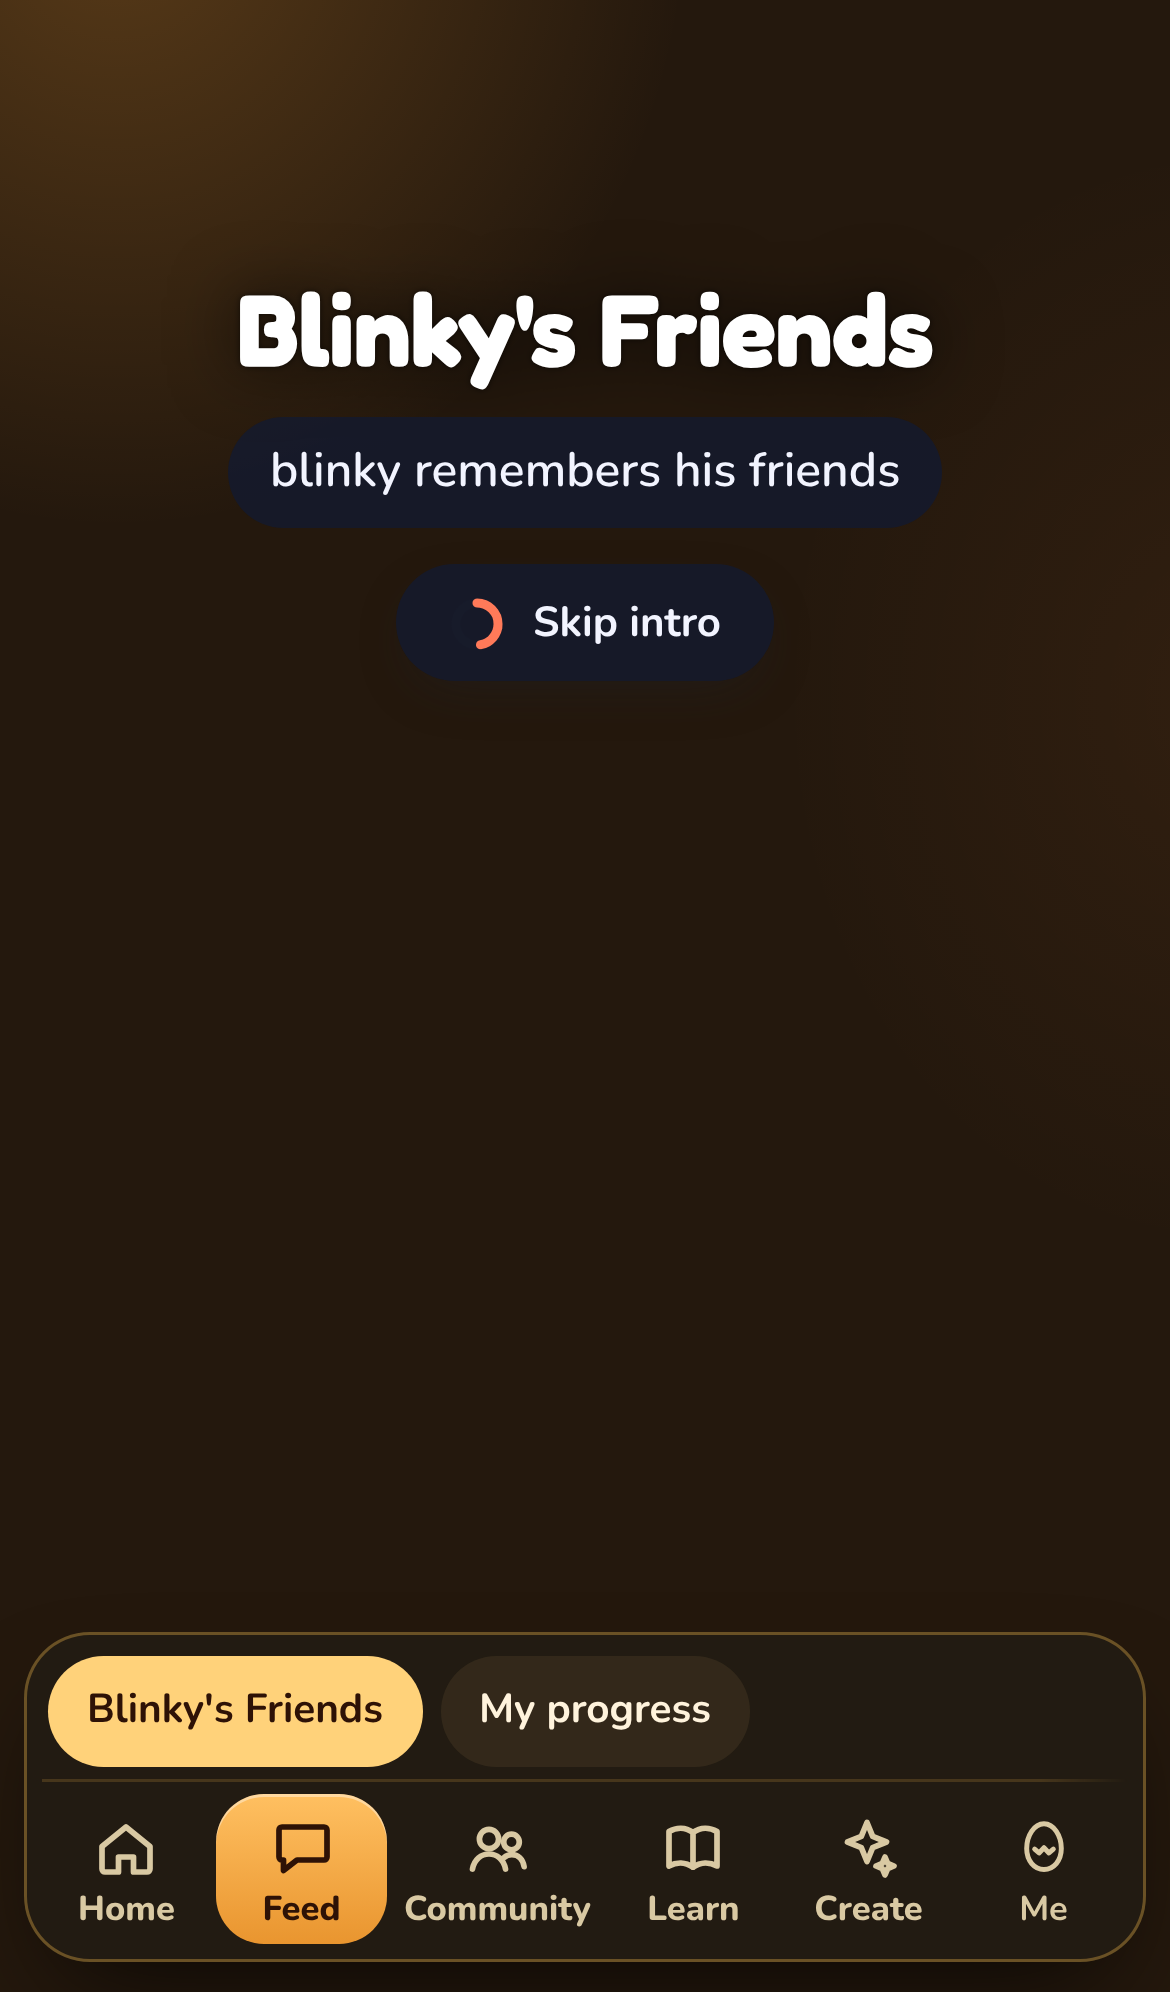 Blinky's Friends
blinky remembers his friends
Skip intro
Blinky's Friends
My progress
Home
Feed
Community
Learn
Create
Me